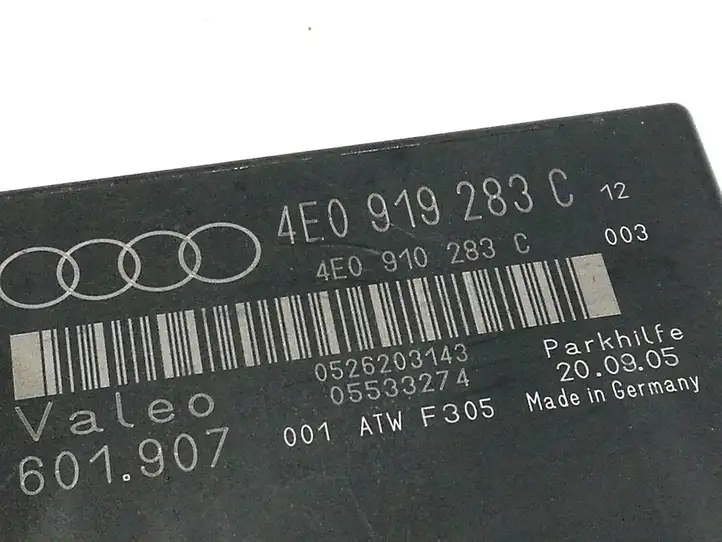 4E0 919 283 C 12
4E0 910 283 C 003
0526203143
05533274
Parkhilfe
20.09.05
Made in Germany
Valeo
601.907
001 ATW F305